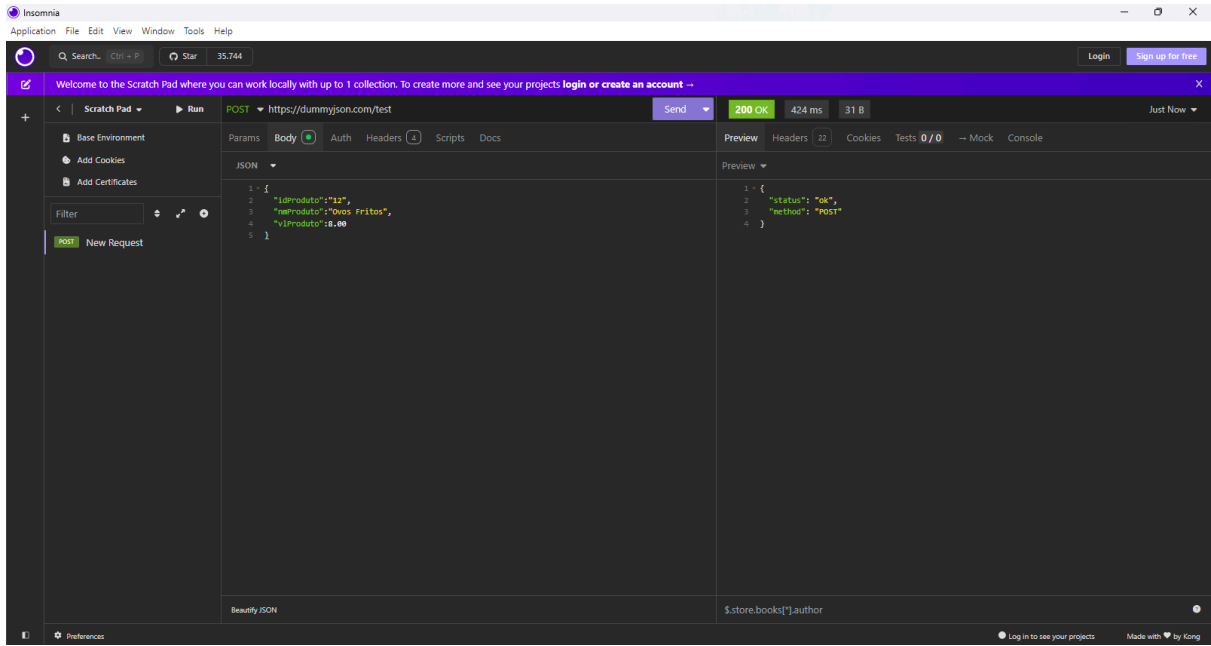 Insomnia
Application File Edit View Window Tools Help
Search.. Ctrl + P Star 35.744 Login Sign up for free
Welcome to the Scratch Pad where you can work locally with up to 1 collection. To create more and see your projects login or create an account →
Scratch Pad Run POST https://dummyjson.com/test Send 200 OK 424 ms 31 B Just Now
Base Environment Params Body Auth Headers 4 Scripts Docs Preview Headers 22 Cookies Tests 0 / 0 → Mock Console
Add Cookies JSON Preview
Add Certificates
1 {
2 "idProduto":"12",
3 "nmProduto":"Ovos Fritos",
4 "vlProduto":8.00
5 }
1 {
2 "status": "ok",
3 "method": "POST"
4 }
Filter
POST New Request
Beautify JSON $.store.books[*].author
Preferences Log in to see your projects Made with ♥ by Kong